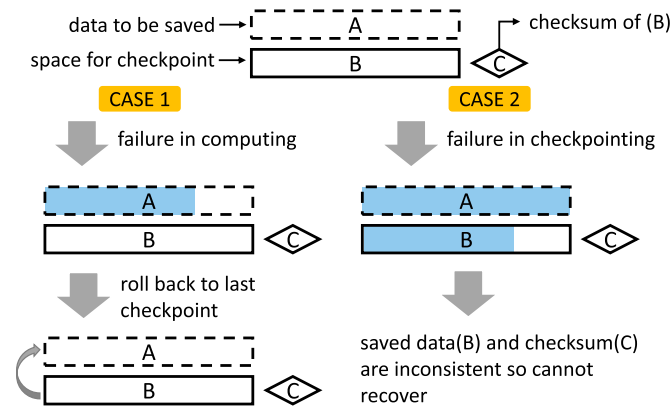 data to be saved
A
checksum of (B)
space for checkpoint
B
C
CASE 1
CASE 2
failure in computing
failure in checkpointing
A
B
C
A
B
C
roll back to last
checkpoint
A
B
C
saved data(B) and checksum(C)
are inconsistent so cannot
recover